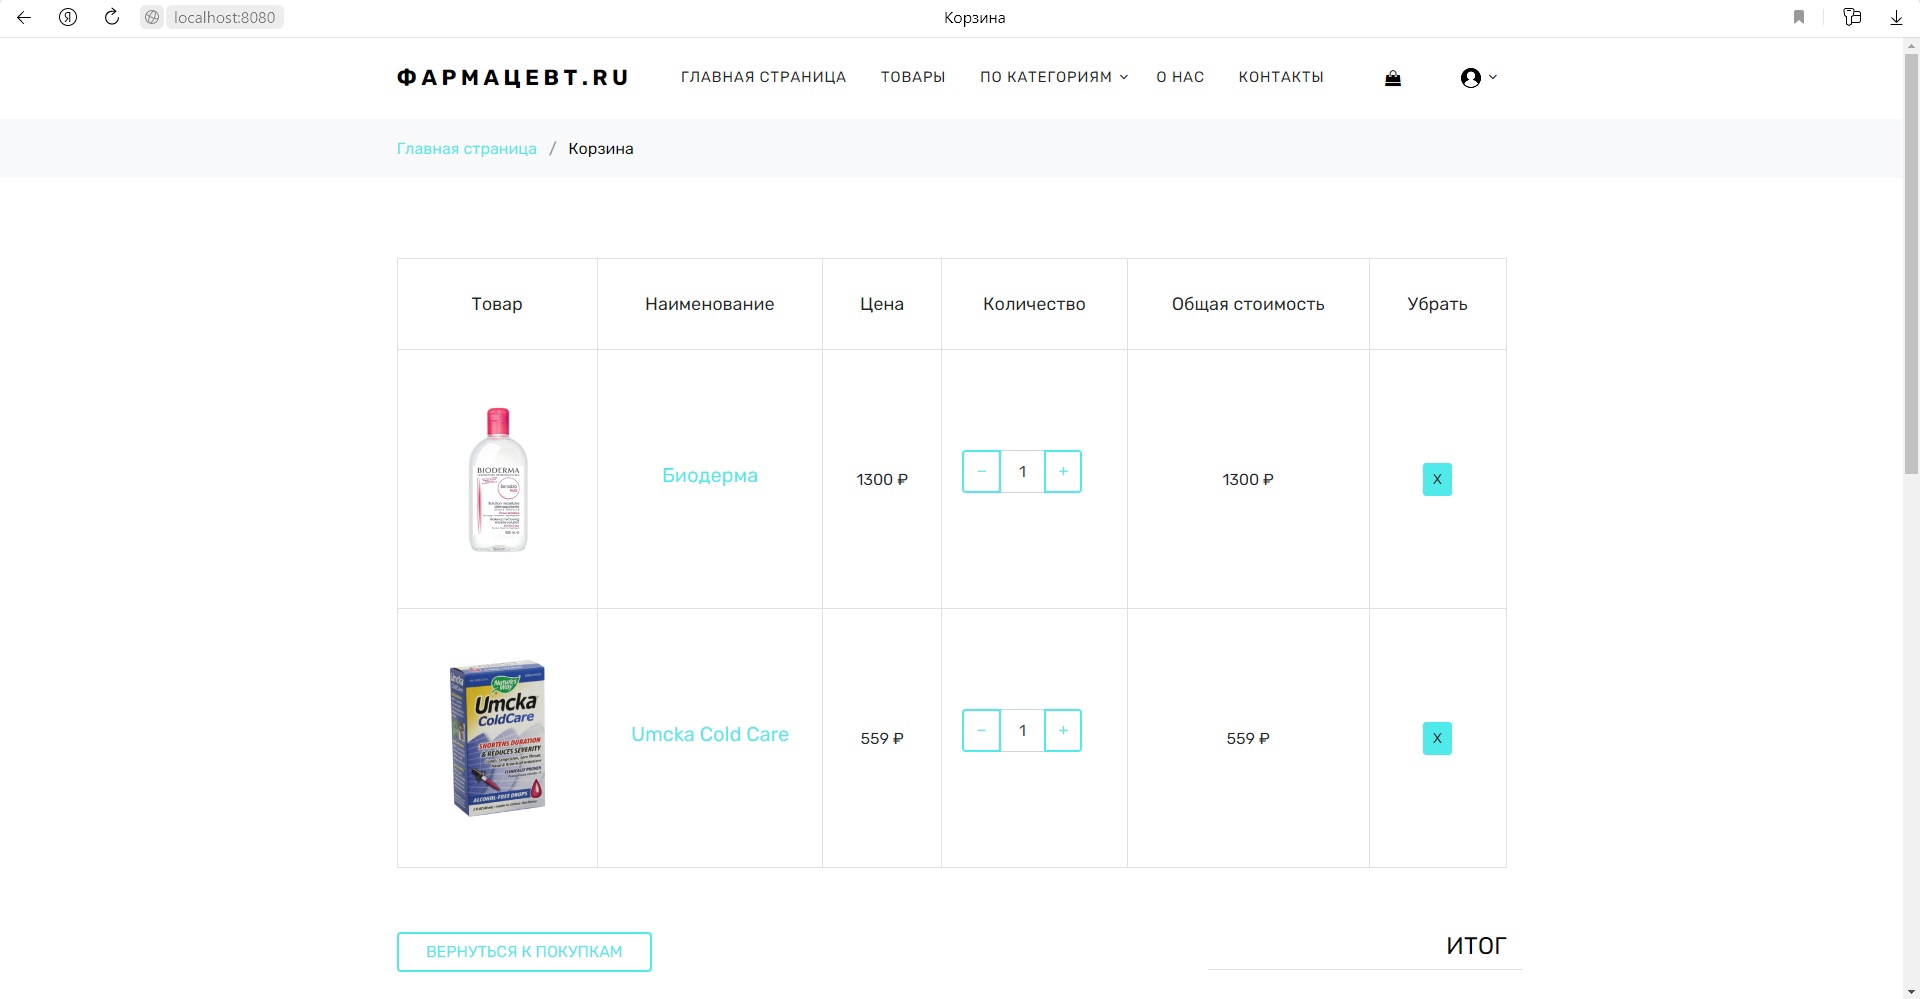 localhost:8080
Корзина
ФАРМАЦЕВТ.RU
ГЛАВНАЯ СТРАНИЦА
ТОВАРЫ
ПО КАТЕГОРИЯМ
О НАС
КОНТАКТЫ
Главная страница / Корзина
Товар
Наименование
Цена
Количество
Общая стоимость
Убрать
BIODERMA
Sensibio
H2O
Биодерма
1300 ₽
− 1 +
1300 ₽
X
Nature's Way
Umcka
ColdCare
SHORTENS DURATION
& REDUCES SEVERITY
ALCOHOL-FREE DROPS
Umcka Cold Care
559 ₽
− 1 +
559 ₽
X
ВЕРНУТЬСЯ К ПОКУПКАМ
ИТОГ